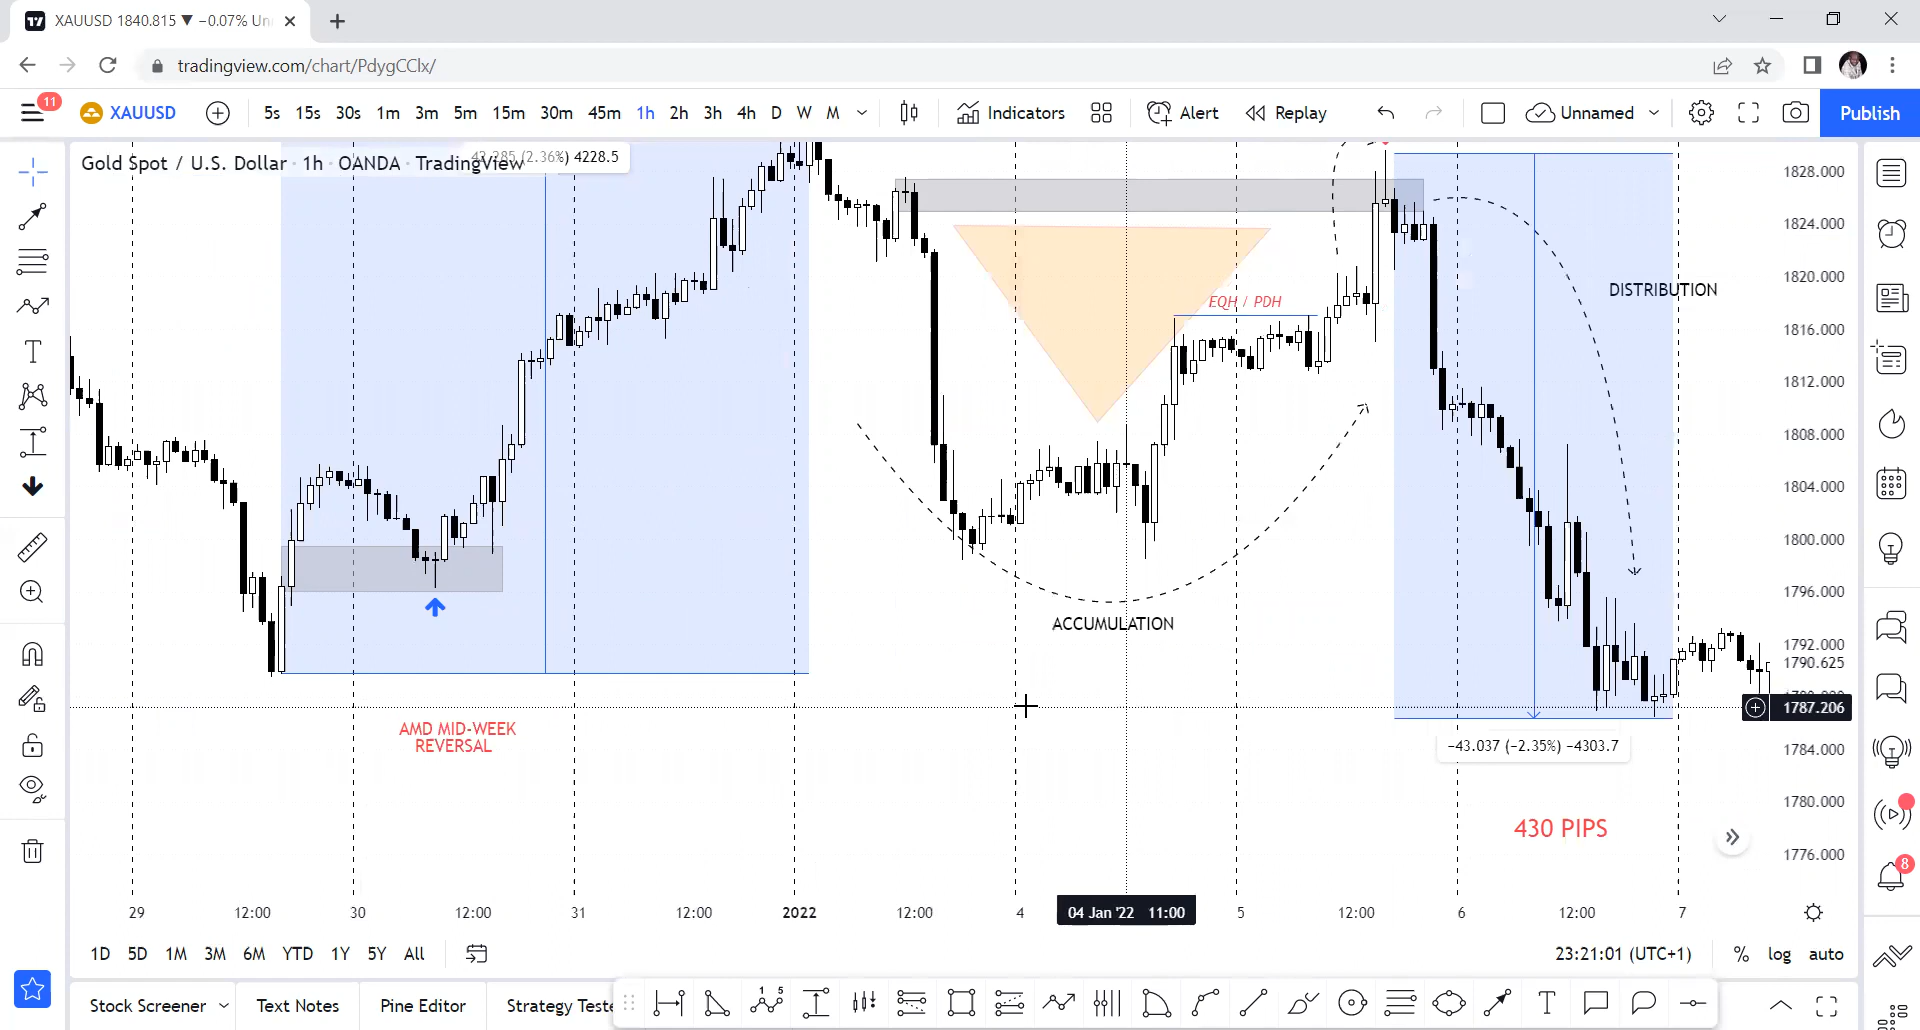 XAUUSD 1840.815 ▼ −0.07% Un
tradingview.com/chart/PdygCClx/
11
XAUUSD
5s 15s 30s 1m 3m 5m 15m 30m 45m 1h 2h 3h 4h D W M
Indicators
Alert
Replay
Unnamed
Publish
Gold Spot / U.S. Dollar · 1h · OANDA · TradingView
42.285 (2.36%) 4228.5
1828.000
1824.000
1820.000
1816.000
1812.000
1808.000
1804.000
1800.000
1796.000
1792.000
1790.625
1787.206
1784.000
1780.000
1776.000
EQH / PDH
DISTRIBUTION
ACCUMULATION
AMD MID-WEEK
REVERSAL
−43.037 (−2.35%) −4303.7
430 PIPS
29 12:00 30 12:00 31 12:00 2022 12:00 4 04 Jan '22 11:00 5 12:00 6 12:00 7
1D 5D 1M 3M 6M YTD 1Y 5Y All
23:21:01 (UTC+1)
% log auto
8
Stock Screener Text Notes Pine Editor Strategy Teste